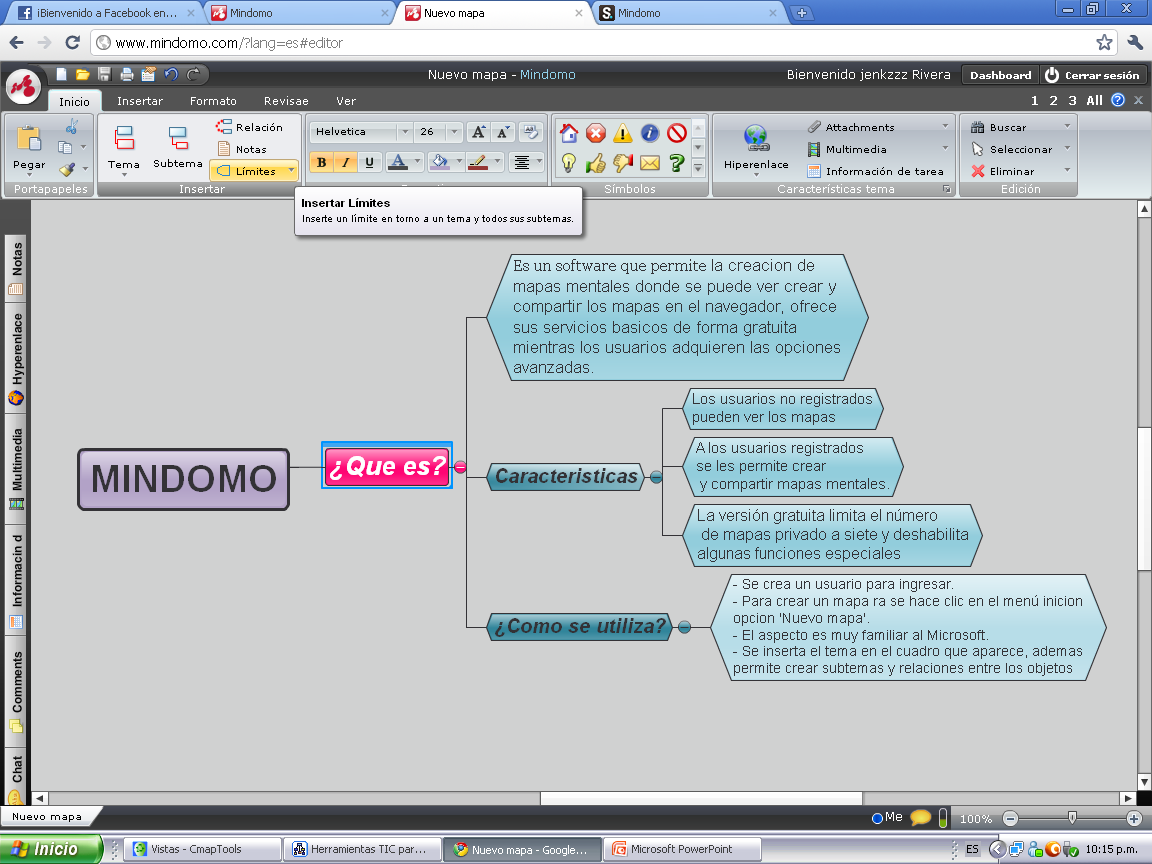 ¡Bienvenido a Facebook en...
Mindomo
Nuevo mapa
Mindomo
www.mindomo.com/?lang=es#editor
Nuevo mapa - Mindomo
Bienvenido jenkzzz Rivera
Dashboard
Cerrar sesión
Inicio
Insertar
Formato
Revisae
Ver
1 2 3 All
Pegar
Portapapeles
Tema
Subtema
Relación
Notas
Límites
Insertar
Helvetica
26
B I U
Símbolos
Hiperenlace
Attachments
Multimedia
Información de tarea
Características tema
Buscar
Seleccionar
Eliminar
Edición
Insertar Límites
Inserte un límite en torno a un tema y todos sus subtemas.
Notas
Hyperenlace
Multimedia
Informacin d
Comments
Chat
MINDOMO
¿Que es?
Es un software que permite la creacion de
mapas mentales donde se puede ver crear y
compartir los mapas en el navegador, ofrece
sus servicios basicos de forma gratuita
mientras los usuarios adquieren las opciones
avanzadas.
Caracteristicas
Los usuarios no registrados
pueden ver los mapas
A los usuarios registrados
se les permite crear
y compartir mapas mentales.
La versión gratuita limita el número
de mapas privado a siete y deshabilita
algunas funciones especiales
¿Como se utiliza?
- Se crea un usuario para ingresar.
- Para crear un mapa ra se hace clic en el menú inicion
opcion 'Nuevo mapa'.
- El aspecto es muy familiar al Microsoft.
- Se inserta el tema en el cuadro que aparece, ademas
permite crear subtemas y relaciones entre los objetos
Nuevo mapa
Me
100%
Inicio
Vistas - CmapTools
Herramientas TIC par...
Nuevo mapa - Google...
Microsoft PowerPoint
ES
10:15 p.m.